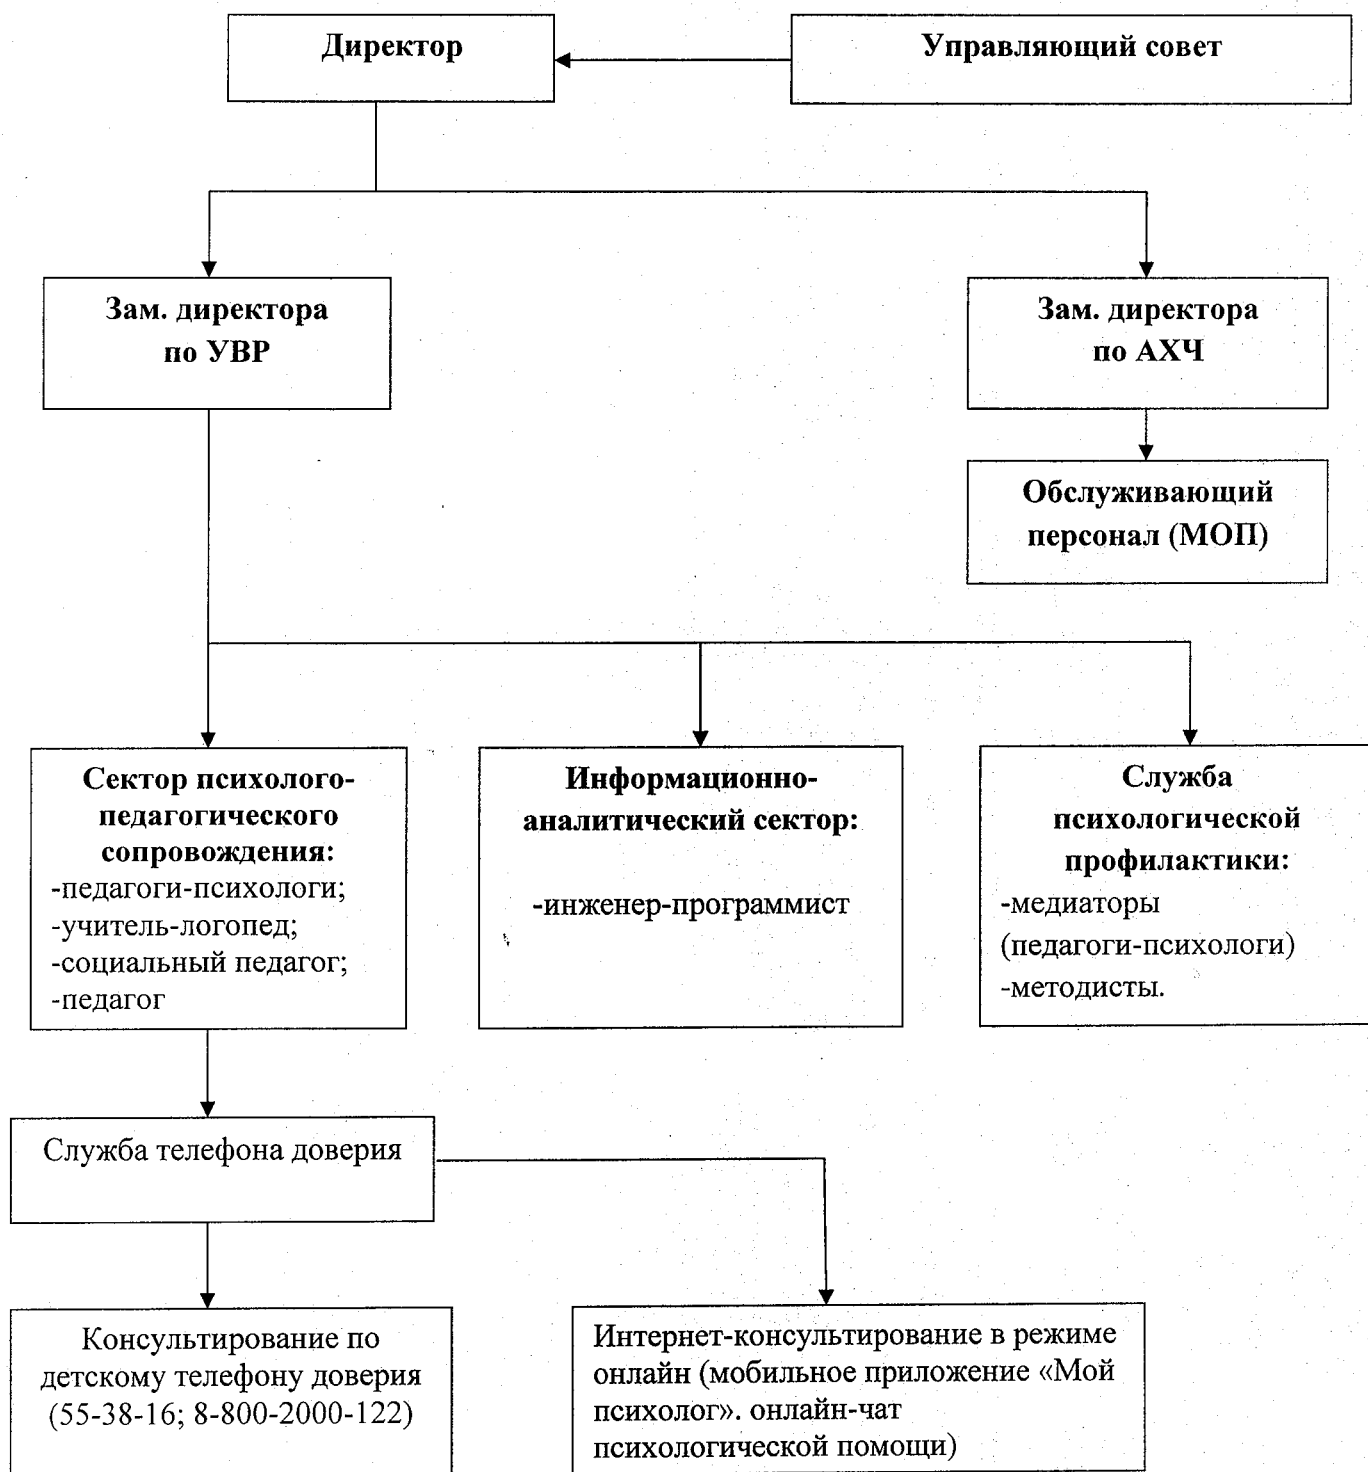 Директор
Управляющий совет
Зам. директора
по УВР
Зам. директора
по АХЧ
Обслуживающий
персонал (МОП)
Сектор психолого-
педагогического
сопровождения:
-педагоги-психологи;
-учитель-логопед;
-социальный педагог;
-педагог
Информационно-
аналитический сектор:
-инженер-программист
Служба
психологической
профилактики:
-медиаторы
(педагоги-психологи)
-методисты.
Служба телефона доверия
Консультирование по
детскому телефону доверия
(55-38-16; 8-800-2000-122)
Интернет-консультирование в режиме
онлайн (мобильное приложение «Мой
психолог». онлайн-чат
психологической помощи)